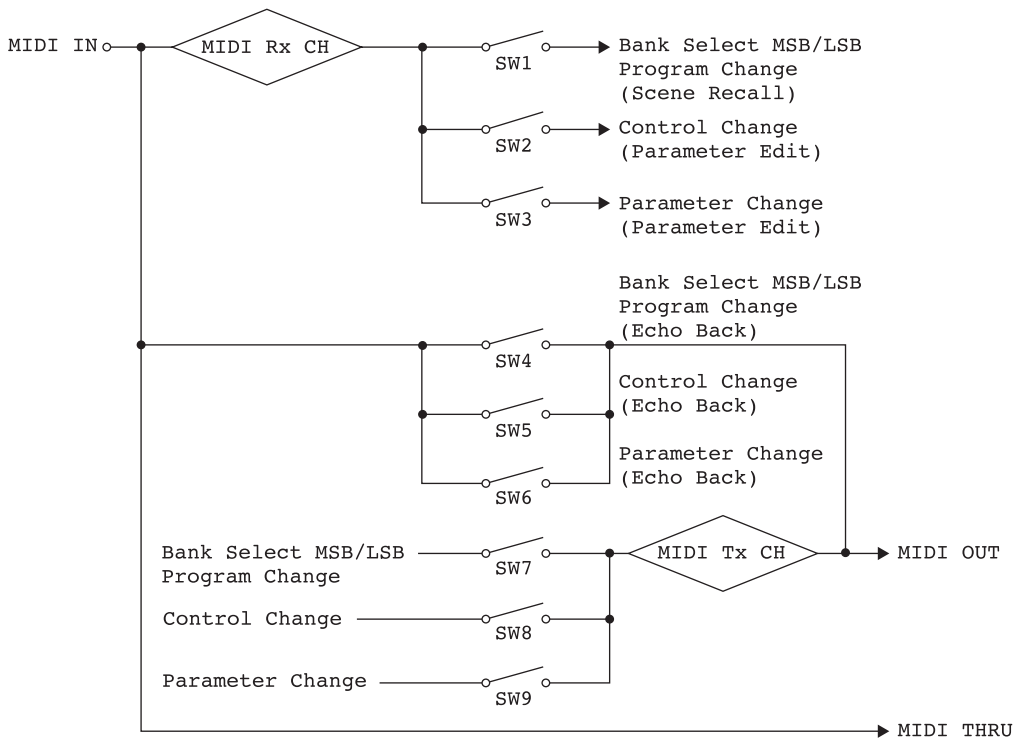 MIDI IN
MIDI Rx CH
SW1
Bank Select MSB/LSB
Program Change
(Scene Recall)
SW2
Control Change
(Parameter Edit)
SW3
Parameter Change
(Parameter Edit)
Bank Select MSB/LSB
Program Change
(Echo Back)
SW4
Control Change
(Echo Back)
SW5
Parameter Change
(Echo Back)
SW6
Bank Select MSB/LSB
Program Change
SW7
MIDI Tx CH
MIDI OUT
Control Change
SW8
Parameter Change
SW9
MIDI THRU